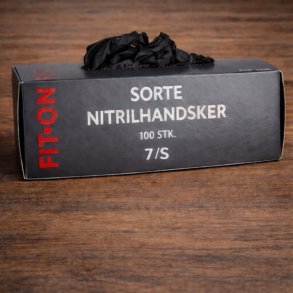 FIT•ON
SORTE
NITRILHANDSKER
100 STK.
7/S